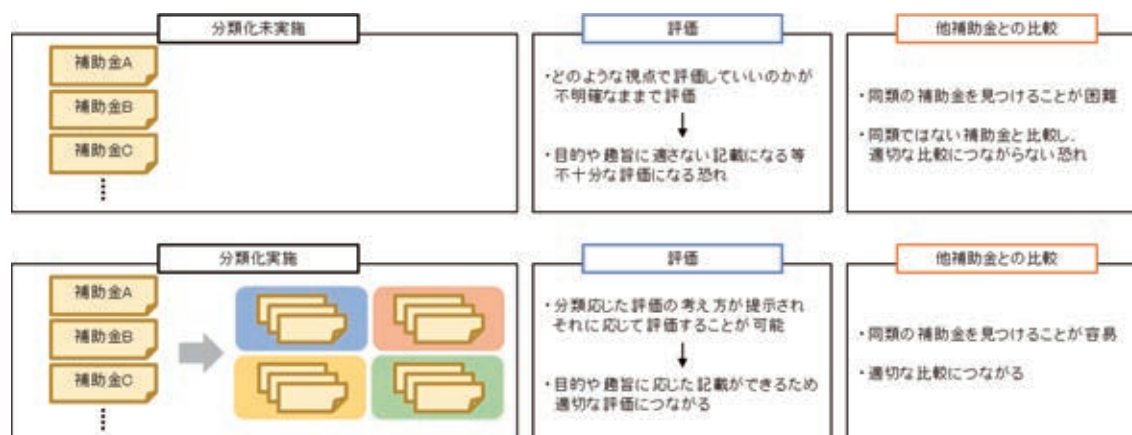 分類化未実施
補助金A
補助金B
補助金C
評価
・どのような視点で評価していいのかが
不明確なままで評価
・目的や趣旨に適さない記載になる等
不十分な評価になる恐れ
他補助金との比較
・同類の補助金を見つけることが困難
・同類ではない補助金と比較し、
適切な比較につながらない恐れ
分類化実施
補助金A
補助金B
補助金C
評価
・分類応じた評価の考え方が提示され
それに応じて評価することが可能
・目的や趣旨に応じた記載ができるため
適切な評価につながる
他補助金との比較
・同類の補助金を見つけることが容易
・適切な比較につながる